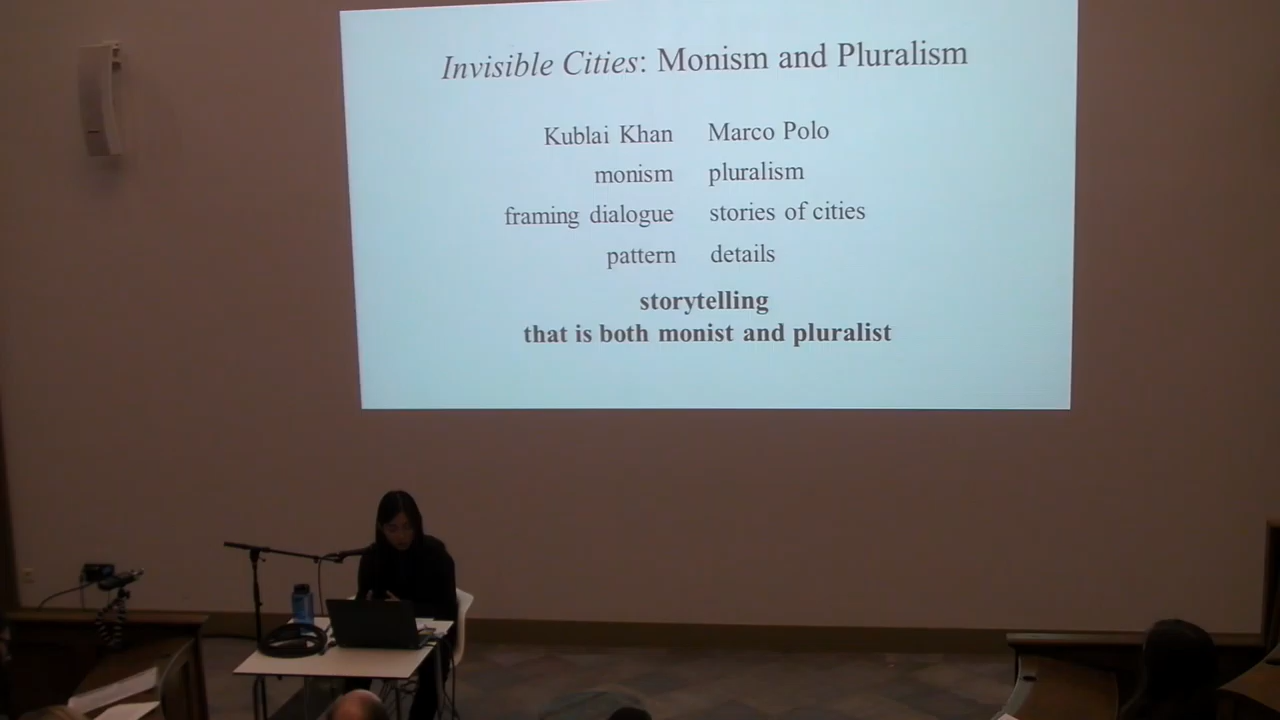 Invisible Cities: Monism and Pluralism
Kublai Khan Marco Polo
monism pluralism
framing dialogue stories of cities
pattern details
storytelling
that is both monist and pluralist